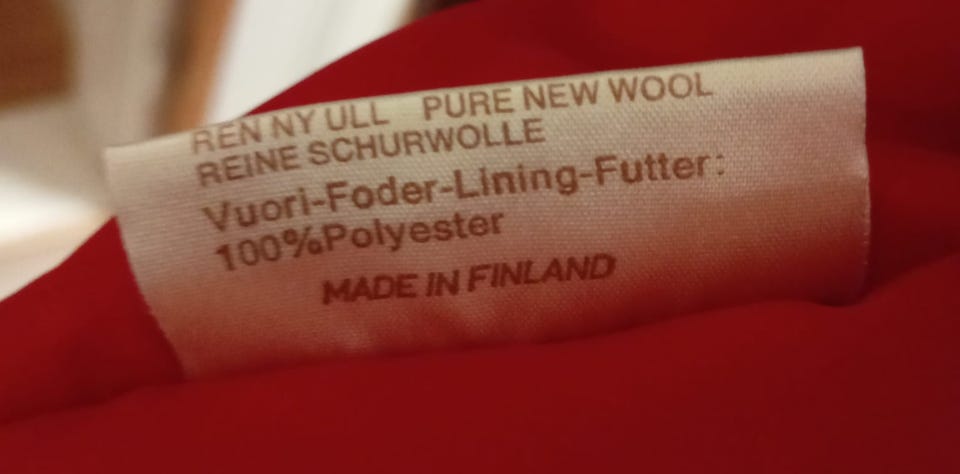 REN NY ULL PURE NEW WOOL
REINE SCHURWOLLE
Vuori-Foder-Lining-Futter:
100%Polyester
MADE IN FINLAND